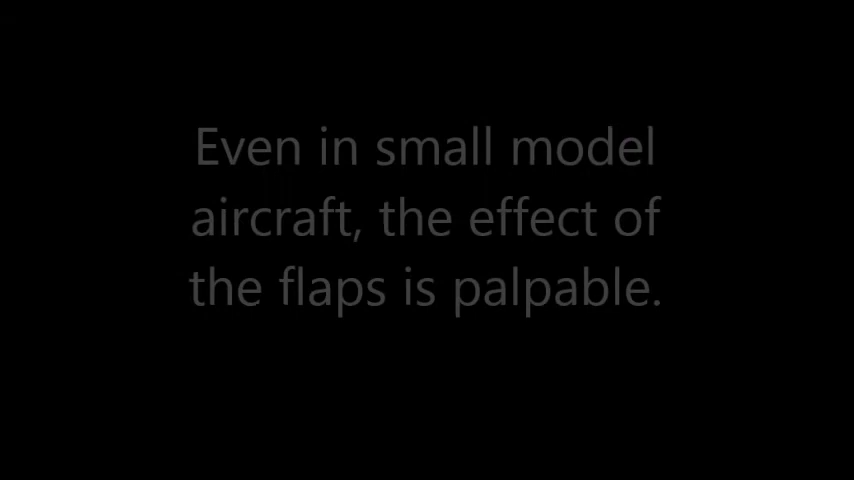 Even in small model
aircraft, the effect of
the flaps is palpable.